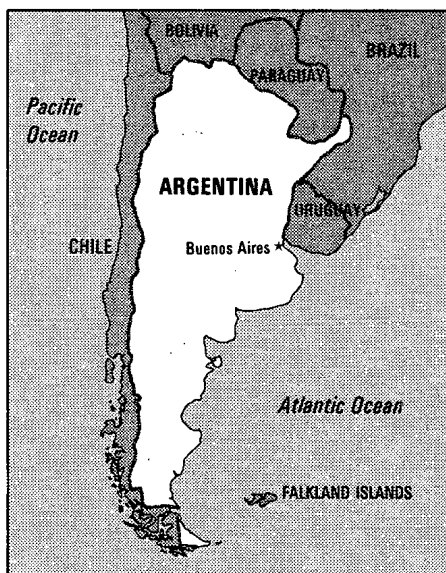 BOLIVIA
BRAZIL
PARAGUAY
Pacific
Ocean
ARGENTINA
URUGUAY
CHILE
Buenos Aires
Atlantic Ocean
FALKLAND ISLANDS